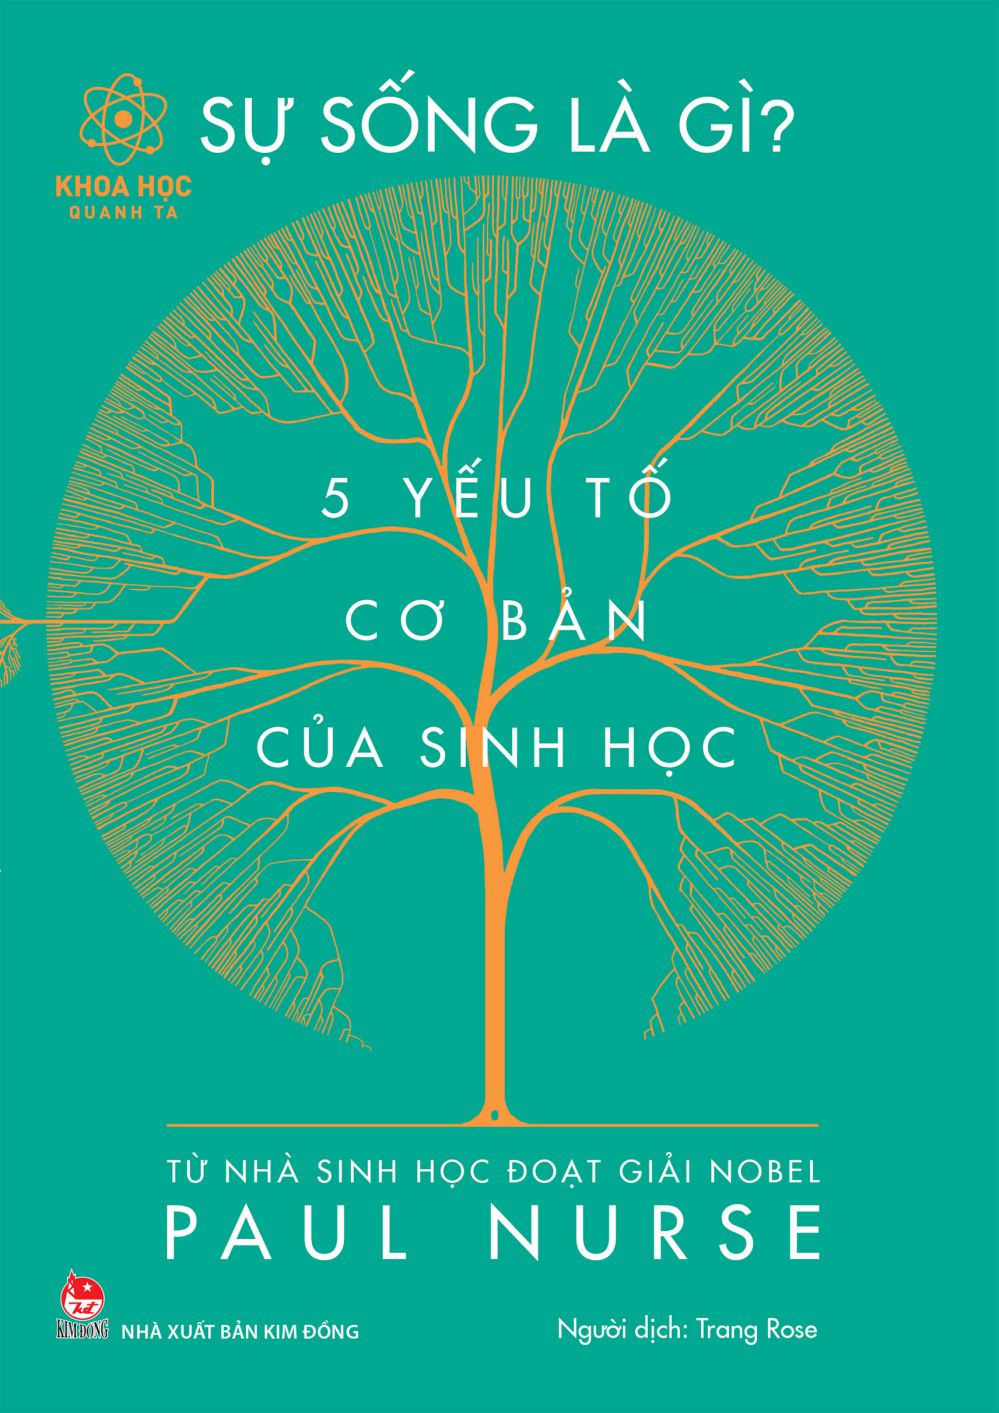 SỰ SỐNG LÀ GÌ?
KHOA HỌC
QUANH TA
5 YẾU TỐ
CƠ BẢN
CỦA SINH HỌC
TỪ NHÀ SINH HỌC ĐOẠT GIẢI NOBEL
PAUL NURSE
kđ
KIM ĐỒNG
NHÀ XUẤT BẢN KIM ĐỒNG
Người dịch: Trang Rose